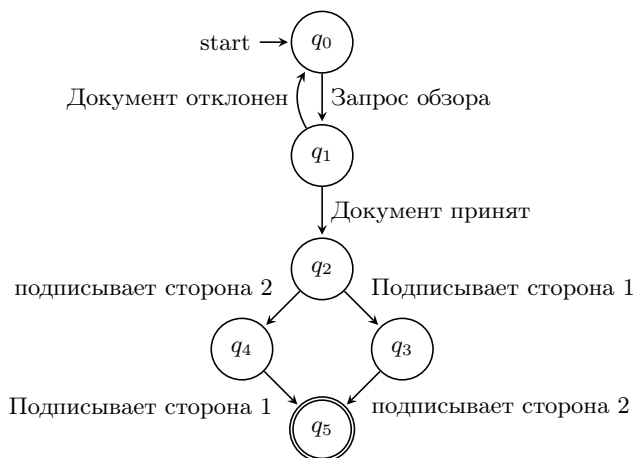 start
q0
Документ отклонен
Запрос обзора
q1
Документ принят
q2
подписывает сторона 2
Подписывает сторона 1
q4
q3
Подписывает сторона 1
подписывает сторона 2
q5